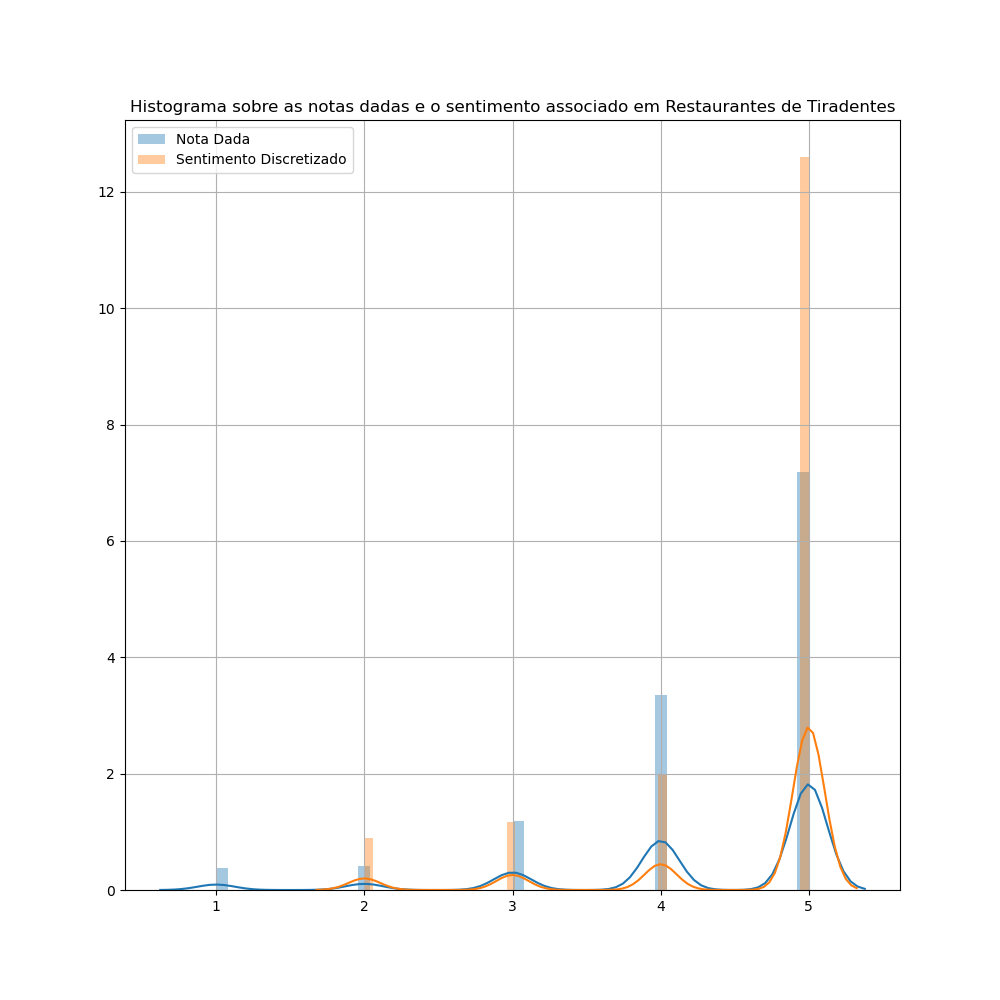 Histograma sobre as notas dadas e o sentimento associado em Restaurantes de Tiradentes
Nota Dada
Sentimento Discretizado
12
10
8
6
4
2
0
1 2 3 4 5